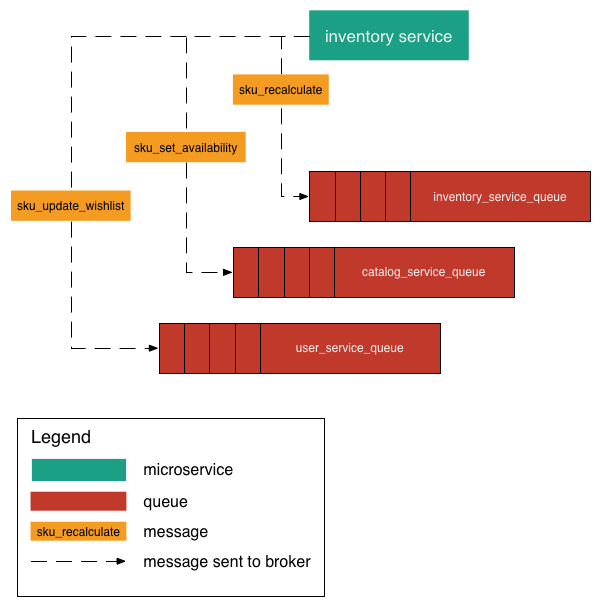 inventory service
sku_recalculate
sku_set_availability
sku_update_wishlist
inventory_service_queue
catalog_service_queue
user_service_queue
Legend
microservice
queue
sku_recalculate
message
message sent to broker